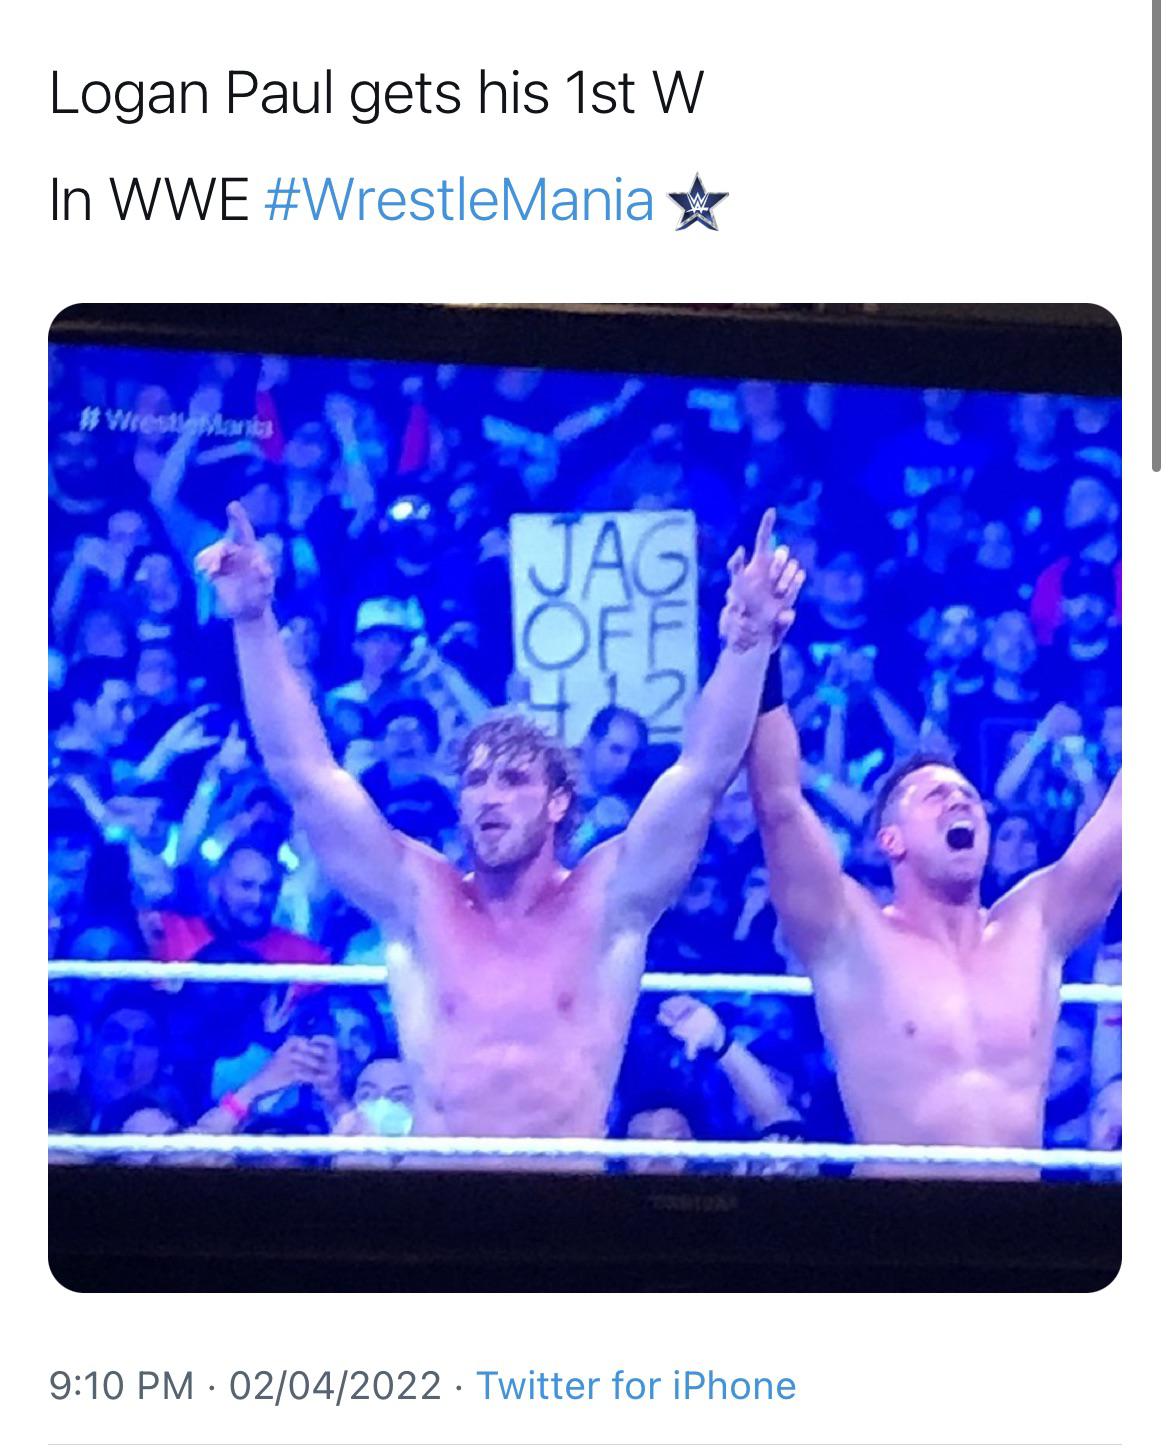 Logan Paul gets his 1st W
In WWE #WrestleMania
#WrestleMania
JAG
OFF
412
9:10 PM · 02/04/2022 · Twitter for iPhone